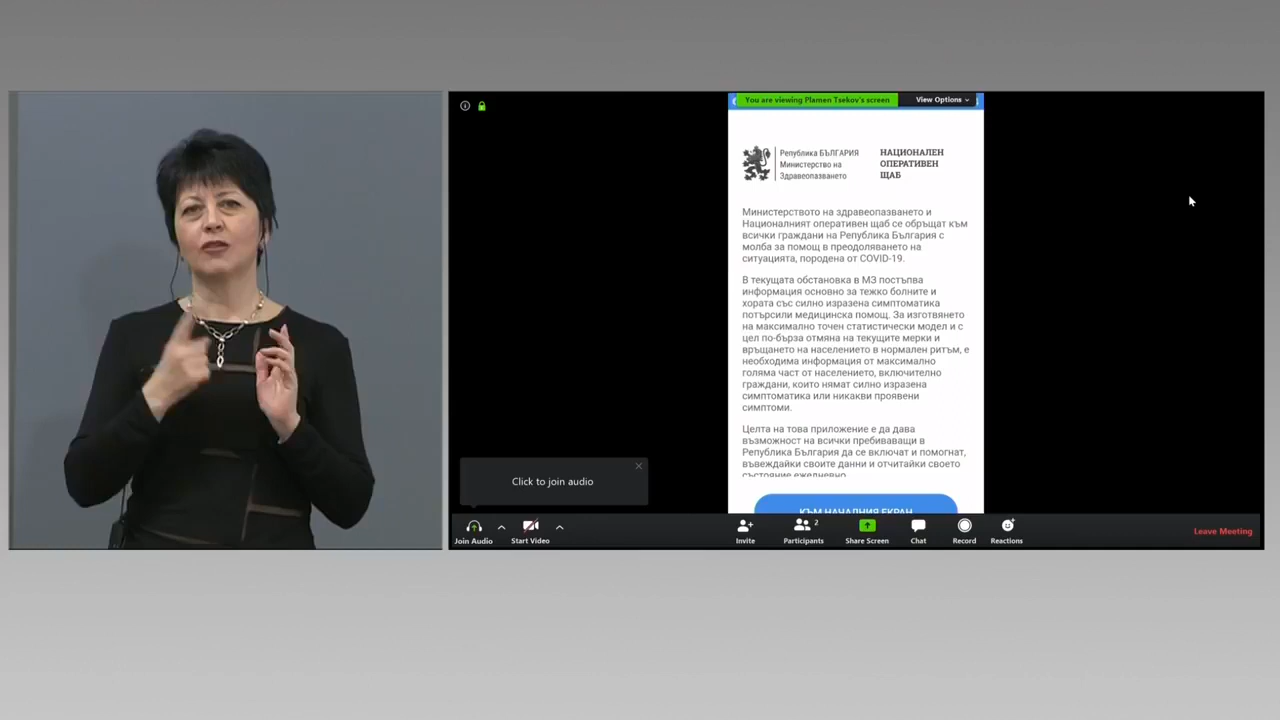 You are viewing Plamen Tsekov's screen
View Options
Република БЪЛГАРИЯ
Министерство на
Здравеопазването
НАЦИОНАЛЕН
ОПЕРАТИВЕН
ЩАБ
Министерството на здравеопазването и
Националният оперативен щаб се обръщат към
всички граждани на Република България с
молба за помощ в преодоляването на
ситуацията, породена от COVID-19.
В текущата обстановка в МЗ постъпва
информация основно за тежко болните и
хората със силно изразена симптоматика
потърсили медицинска помощ. За изготвянето
на максимално точен статистически модел и с
цел по-бърза отмяна на текущите мерки и
връщането на населението в нормален ритъм, е
необходима информация от максимално
голяма част от населението, включително
граждани, които нямат силно изразена
симптоматика или никакви проявени
симптоми.
Целта на това приложение е да дава
възможност на всички пребиваващи в
Република България да се включат и помогнат,
въвеждайки своите данни и отчитайки своето
състояние ежедневно.
КЪМ НАЧАЛНИЯ ЕКРАН
Click to join audio
Join Audio
Start Video
Invite
Participants
2
Share Screen
Chat
Record
Reactions
Leave Meeting